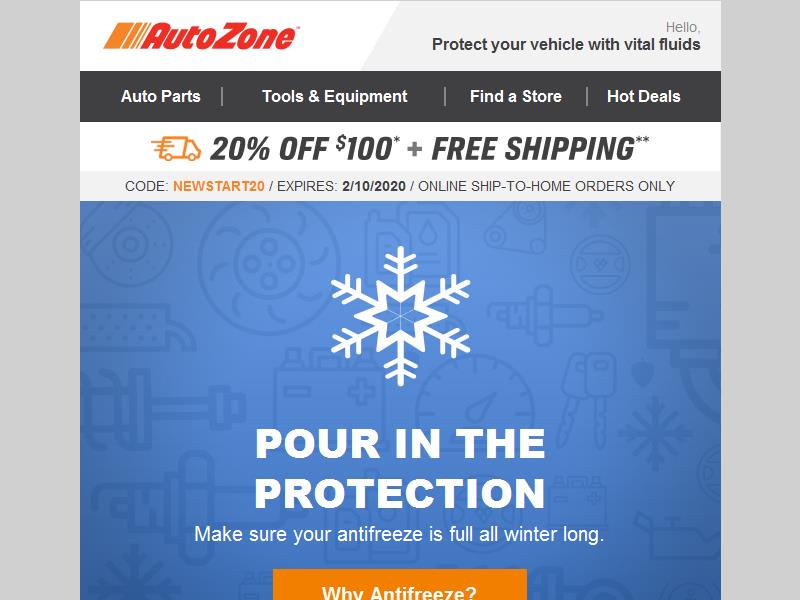 AutoZone
Hello,
Protect your vehicle with vital fluids
Auto Parts | Tools & Equipment | Find a Store | Hot Deals
20% OFF $100* + FREE SHIPPING**
CODE: NEWSTART20 / EXPIRES: 2/10/2020 / ONLINE SHIP-TO-HOME ORDERS ONLY
POUR IN THE
PROTECTION
Make sure your antifreeze is full all winter long.
Why Antifreeze?